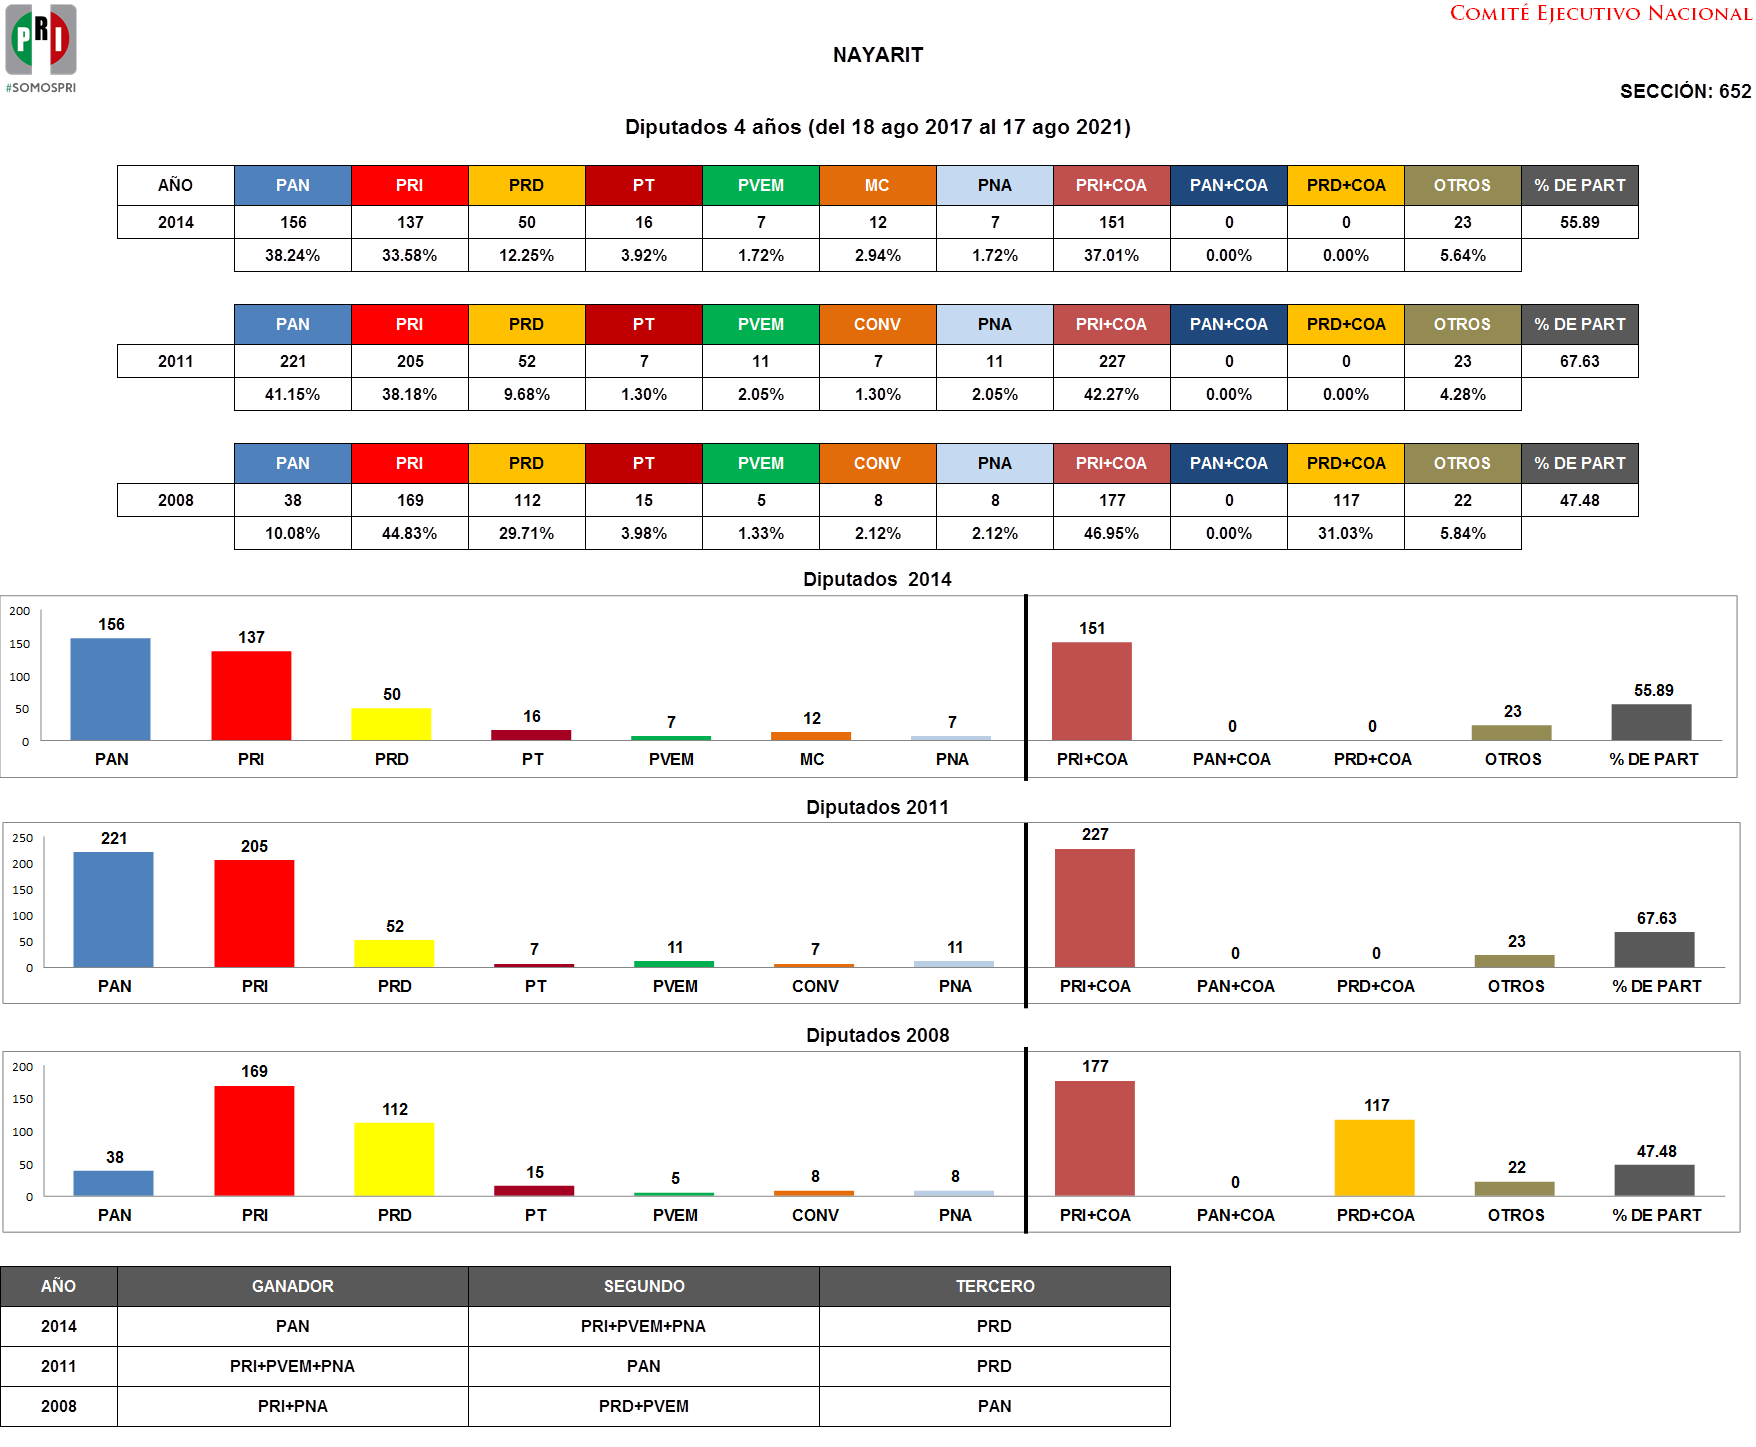 COMITÉ EJECUTIVO NACIONAL
PRI
#SOMOSPRI
NAYARIT
SECCIÓN: 652
Diputados 4 años (del 18 ago 2017 al 17 ago 2021)
AÑO PAN PRI PRD PT PVEM MC PNA PRI+COA PAN+COA PRD+COA OTROS % DE PART
2014 156 137 50 16 7 12 7 151 0 0 23 55.89
38.24% 33.58% 12.25% 3.92% 1.72% 2.94% 1.72% 37.01% 0.00% 0.00% 5.64%
PAN PRI PRD PT PVEM CONV PNA PRI+COA PAN+COA PRD+COA OTROS % DE PART
2011 221 205 52 7 11 7 11 227 0 0 23 67.63
41.15% 38.18% 9.68% 1.30% 2.05% 1.30% 2.05% 42.27% 0.00% 0.00% 4.28%
PAN PRI PRD PT PVEM CONV PNA PRI+COA PAN+COA PRD+COA OTROS % DE PART
2008 38 169 112 15 5 8 8 177 0 117 22 47.48
10.08% 44.83% 29.71% 3.98% 1.33% 2.12% 2.12% 46.95% 0.00% 31.03% 5.84%
Diputados 2014
200
150
100
50
0
156 137 50 16 7 12 7 151 0 0 23 55.89
PAN PRI PRD PT PVEM MC PNA PRI+COA PAN+COA PRD+COA OTROS % DE PART
Diputados 2011
250
200
150
100
50
0
221 205 52 7 11 7 11 227 0 0 23 67.63
PAN PRI PRD PT PVEM CONV PNA PRI+COA PAN+COA PRD+COA OTROS % DE PART
Diputados 2008
200
150
100
50
0
38 169 112 15 5 8 8 177 0 117 22 47.48
PAN PRI PRD PT PVEM CONV PNA PRI+COA PAN+COA PRD+COA OTROS % DE PART
AÑO GANADOR SEGUNDO TERCERO
2014 PAN PRI+PVEM+PNA PRD
2011 PRI+PVEM+PNA PAN PRD
2008 PRI+PNA PRD+PVEM PAN